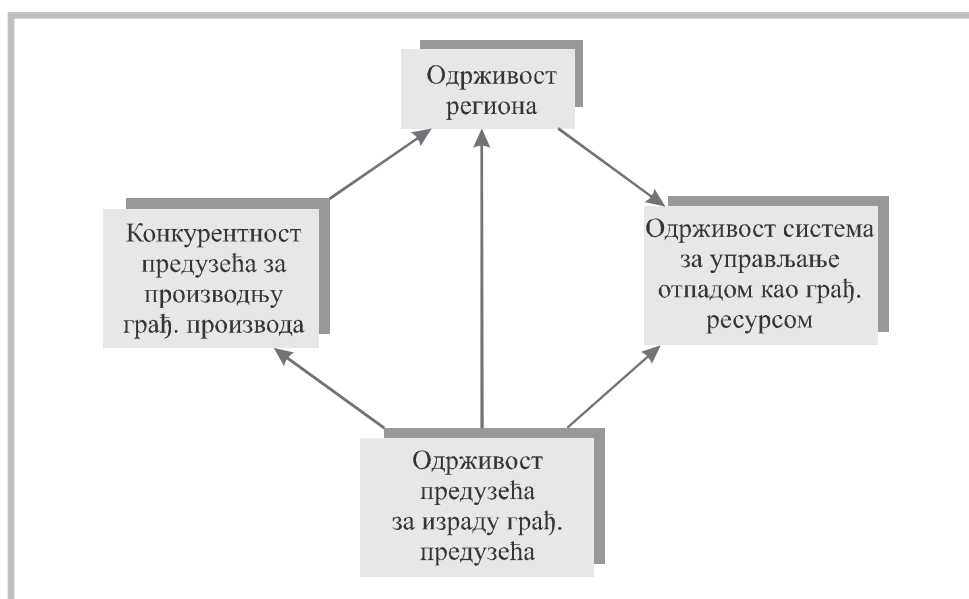 Одрживост
региона
Конкурентност
предузећа за
производњу
грађ. производа
Одрживост система
за управљање
отпадом као грађ.
ресурсом
Одрживост
предузећа
за израду грађ.
предузећа